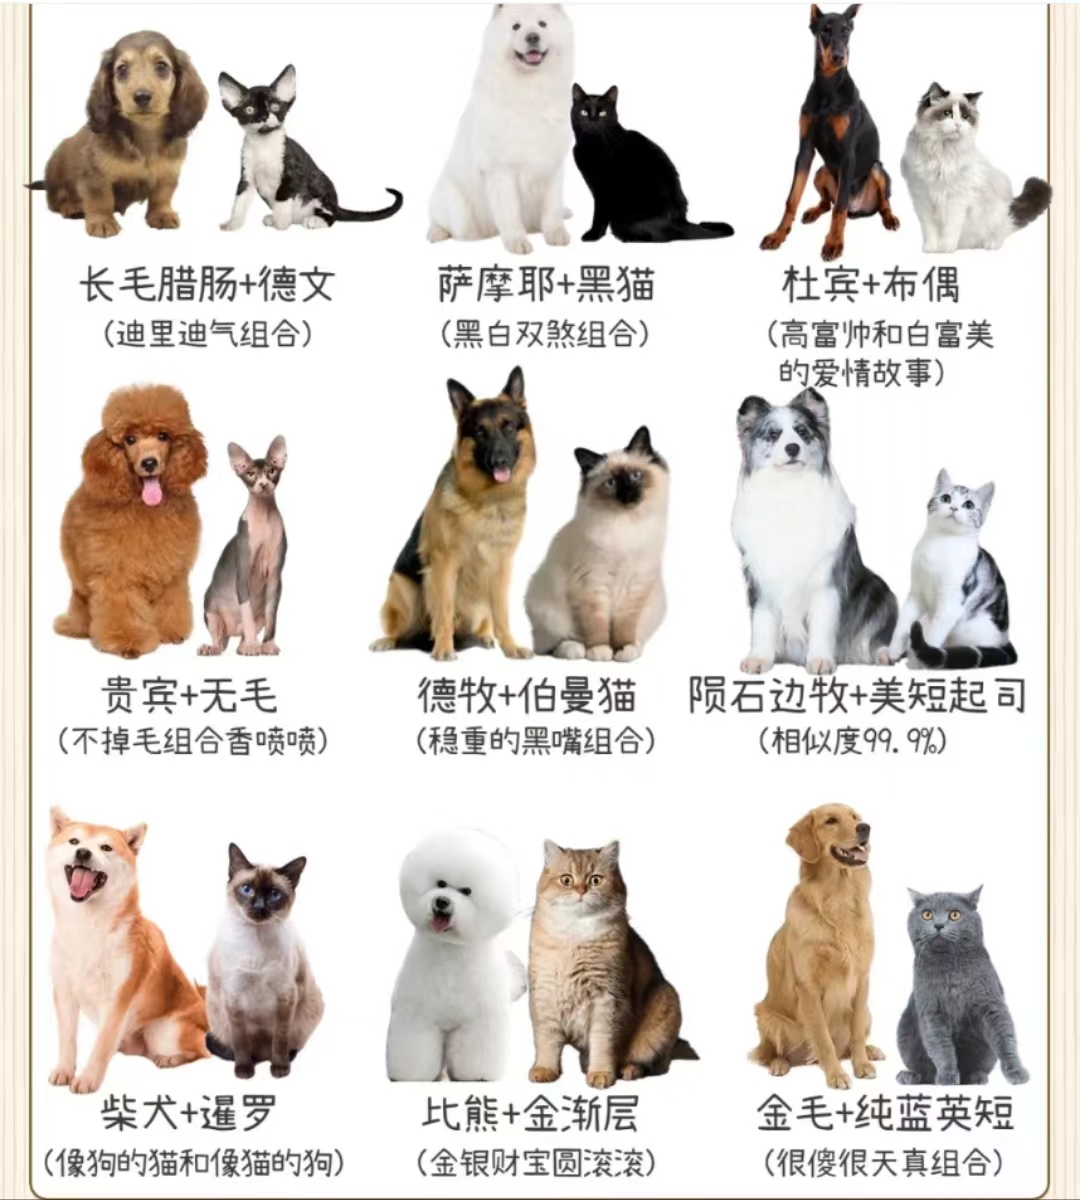 长毛腊肠+德文
(迪里迪气组合)
萨摩耶+黑猫
(黑白双煞组合)
杜宾+布偶
(高富帅和白富美
的爱情故事)
贵宾+无毛
(不掉毛组合香喷喷)
德牧+伯曼猫
(稳重的黑嘴组合)
陨石边牧+美短起司
(相似度99.9%)
柴犬+暹罗
(像狗的猫和像猫的狗)
比熊+金渐层
(金银财宝圆滚滚)
金毛+纯蓝英短
(很傻很天真组合)